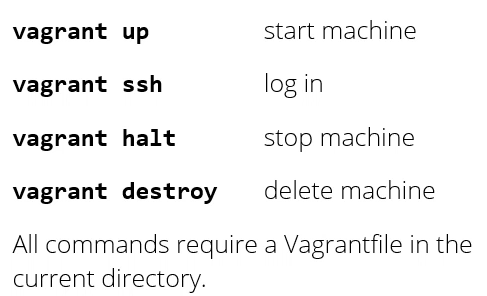 vagrant up start machine
vagrant ssh log in
vagrant halt stop machine
vagrant destroy delete machine
All commands require a Vagrantfile in the
current directory.